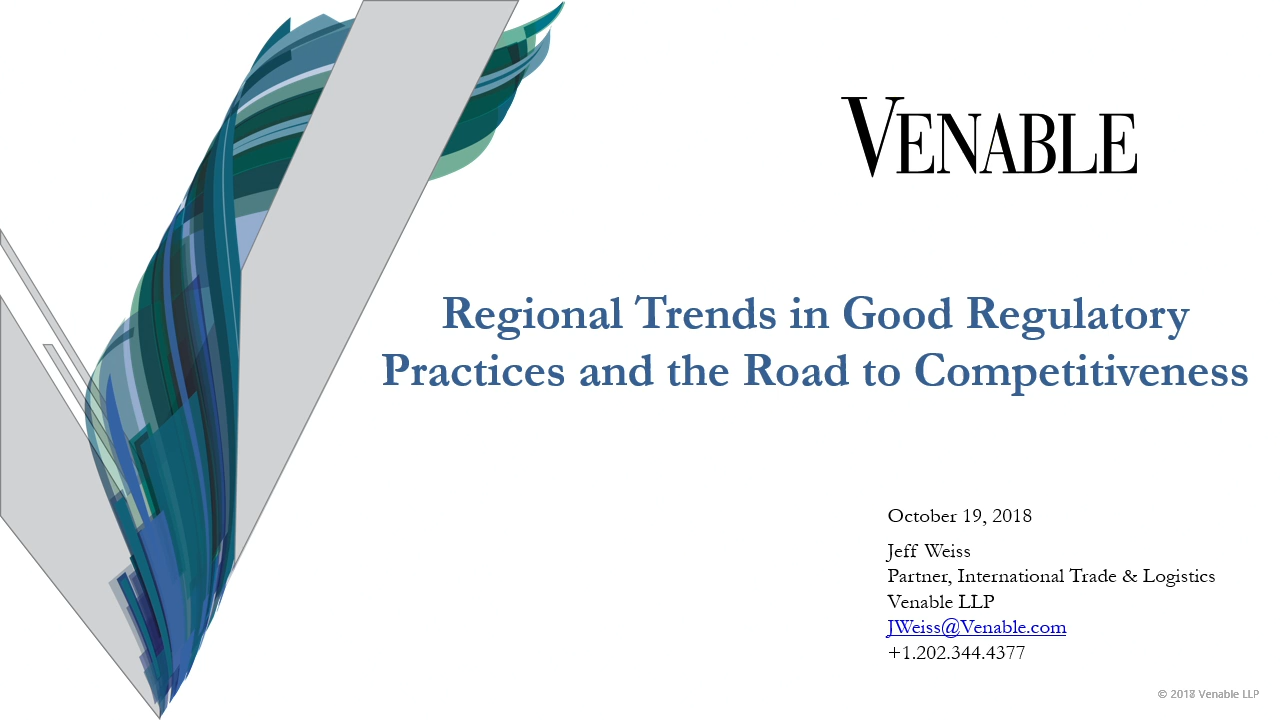 VENABLE
Regional Trends in Good Regulatory
Practices and the Road to Competitiveness
October 19, 2018
Jeff Weiss
Partner, International Trade & Logistics
Venable LLP
JWeiss@Venable.com
+1.202.344.4377
© Venable LLP